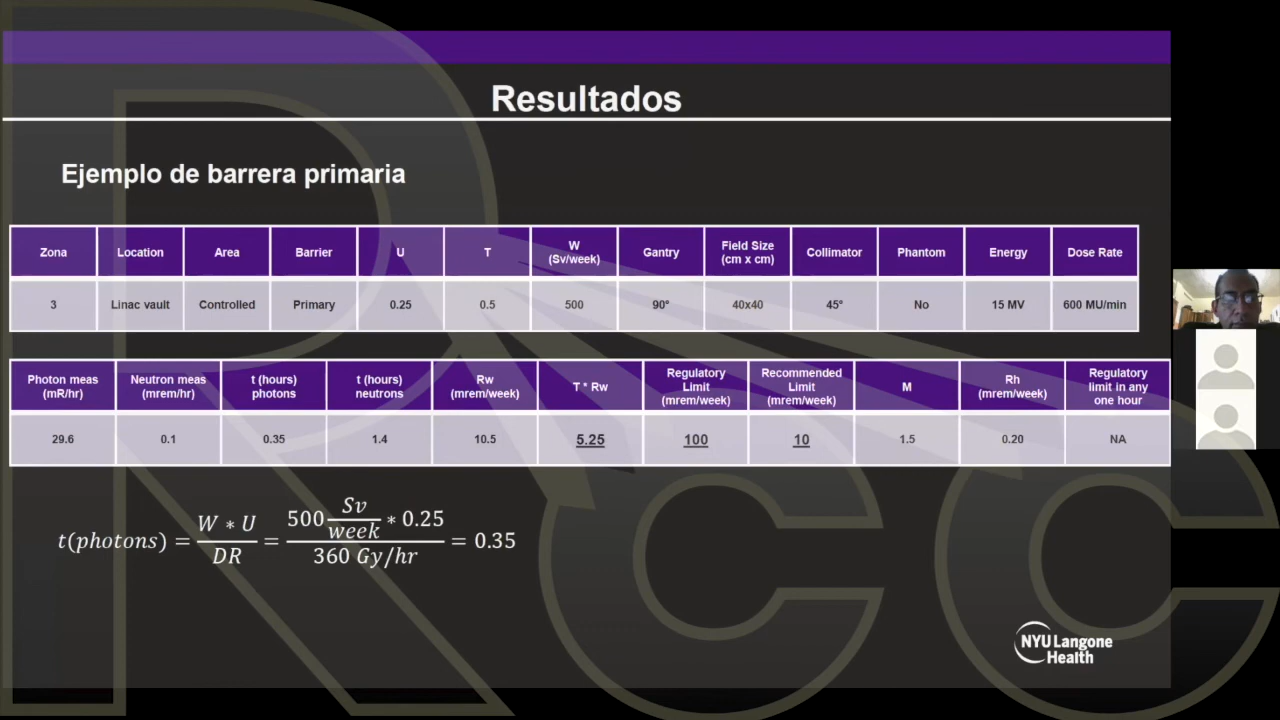 Resultados
Ejemplo de barrera primaria
Zona Location Area Barrier U T W (Sv/week) Gantry Field Size (cm x cm) Collimator Phantom Energy Dose Rate
3 Linac vault Controlled Primary 0.25 0.5 500 90° 40x40 45° No 15 MV 600 MU/min
Photon meas (mR/hr) Neutron meas (mrem/hr) t (hours) photons t (hours) neutrons Rw (mrem/week) T * Rw Regulatory Limit (mrem/week) Recommended Limit (mrem/week) M Rh (mrem/week) Regulatory limit in any one hour
29.6 0.1 0.35 1.4 10.5 5.25 100 10 1.5 0.20 NA
t(photons) = W ∗ U / DR = 500 Sv/week ∗ 0.25 / 360 Gy/hr = 0.35
NYU Langone
Health
RCC